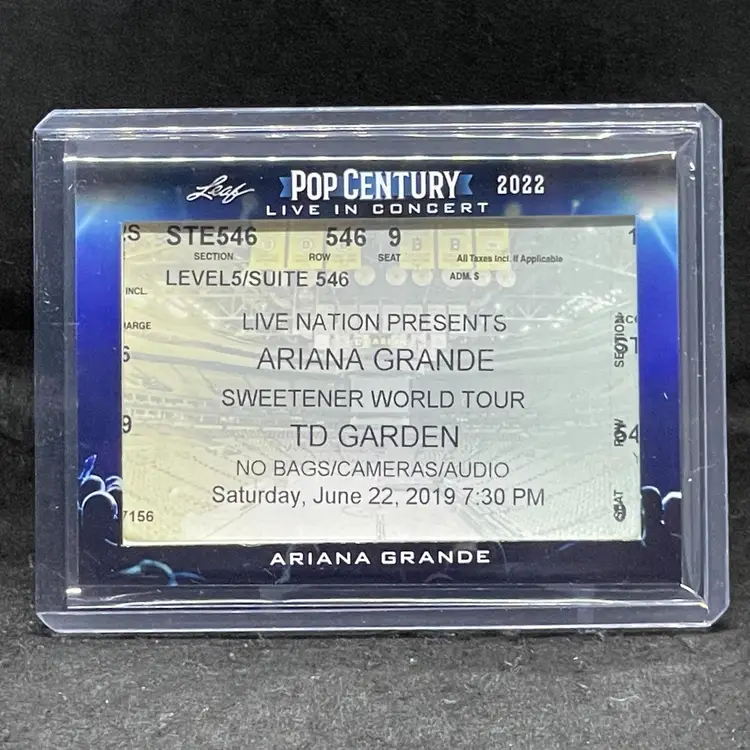 Leaf POP CENTURY 2022
LIVE IN CONCERT
STE546 546 9
SECTION ROW SEAT All Taxes Incl. If Applicable
LEVEL5/SUITE 546 ADM. $
INCL.
LIVE NATION PRESENTS
ARIANA GRANDE
SWEETENER WORLD TOUR
TD GARDEN
NO BAGS/CAMERAS/AUDIO
Saturday, June 22, 2019 7:30 PM
7156
SECTION
ROW
SEAT
ARIANA GRANDE